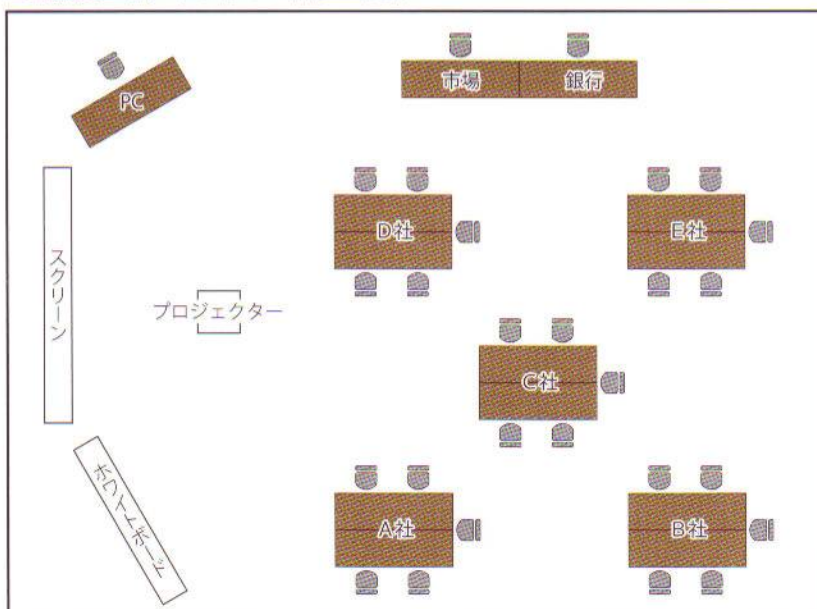 PC
市場
銀行
スクリーン
D社
E社
プロジェクター
C社
ホワイトボード
A社
B社